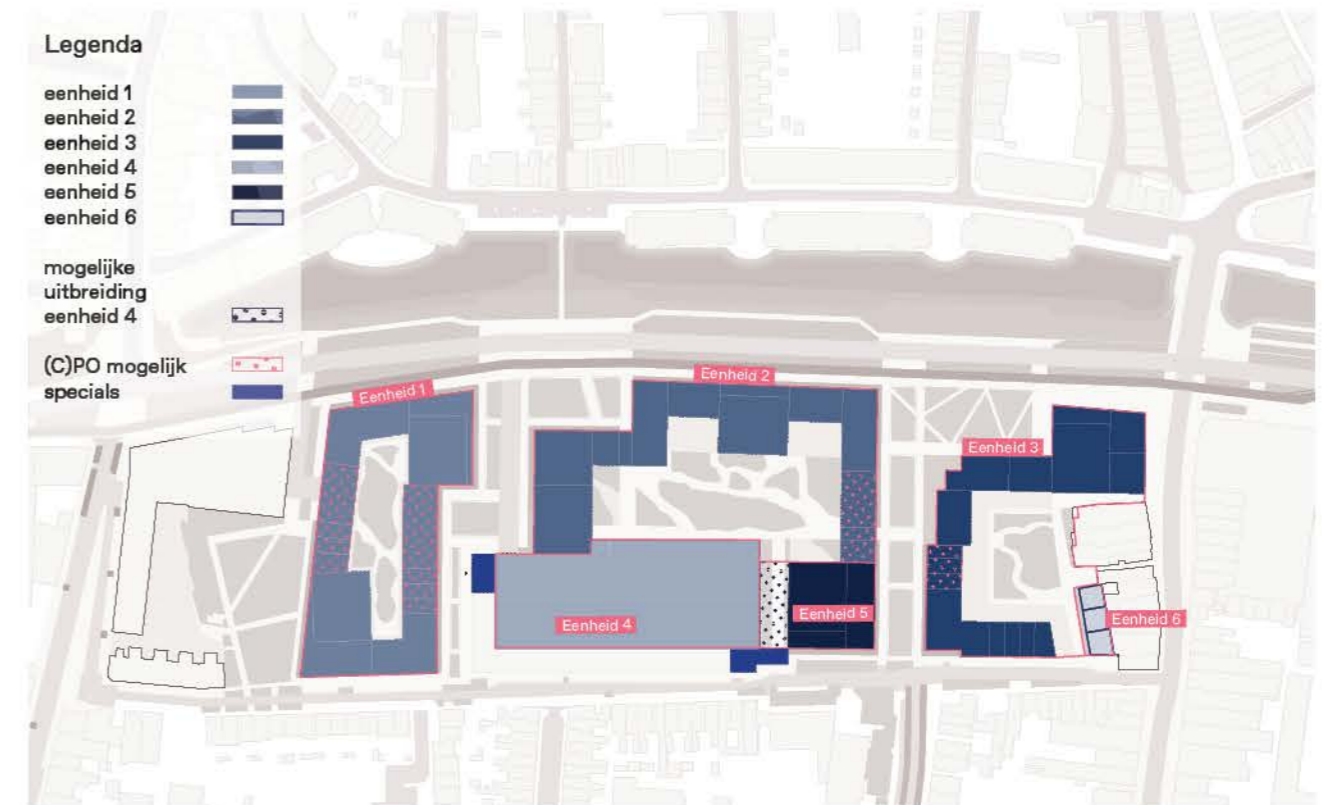 Legenda
eenheid 1
eenheid 2
eenheid 3
eenheid 4
eenheid 5
eenheid 6
mogelijke
uitbreiding
eenheid 4
(C)PO mogelijk
specials
Eenheid 1
Eenheid 2
Eenheid 3
Eenheid 4
Eenheid 5
Eenheid 6